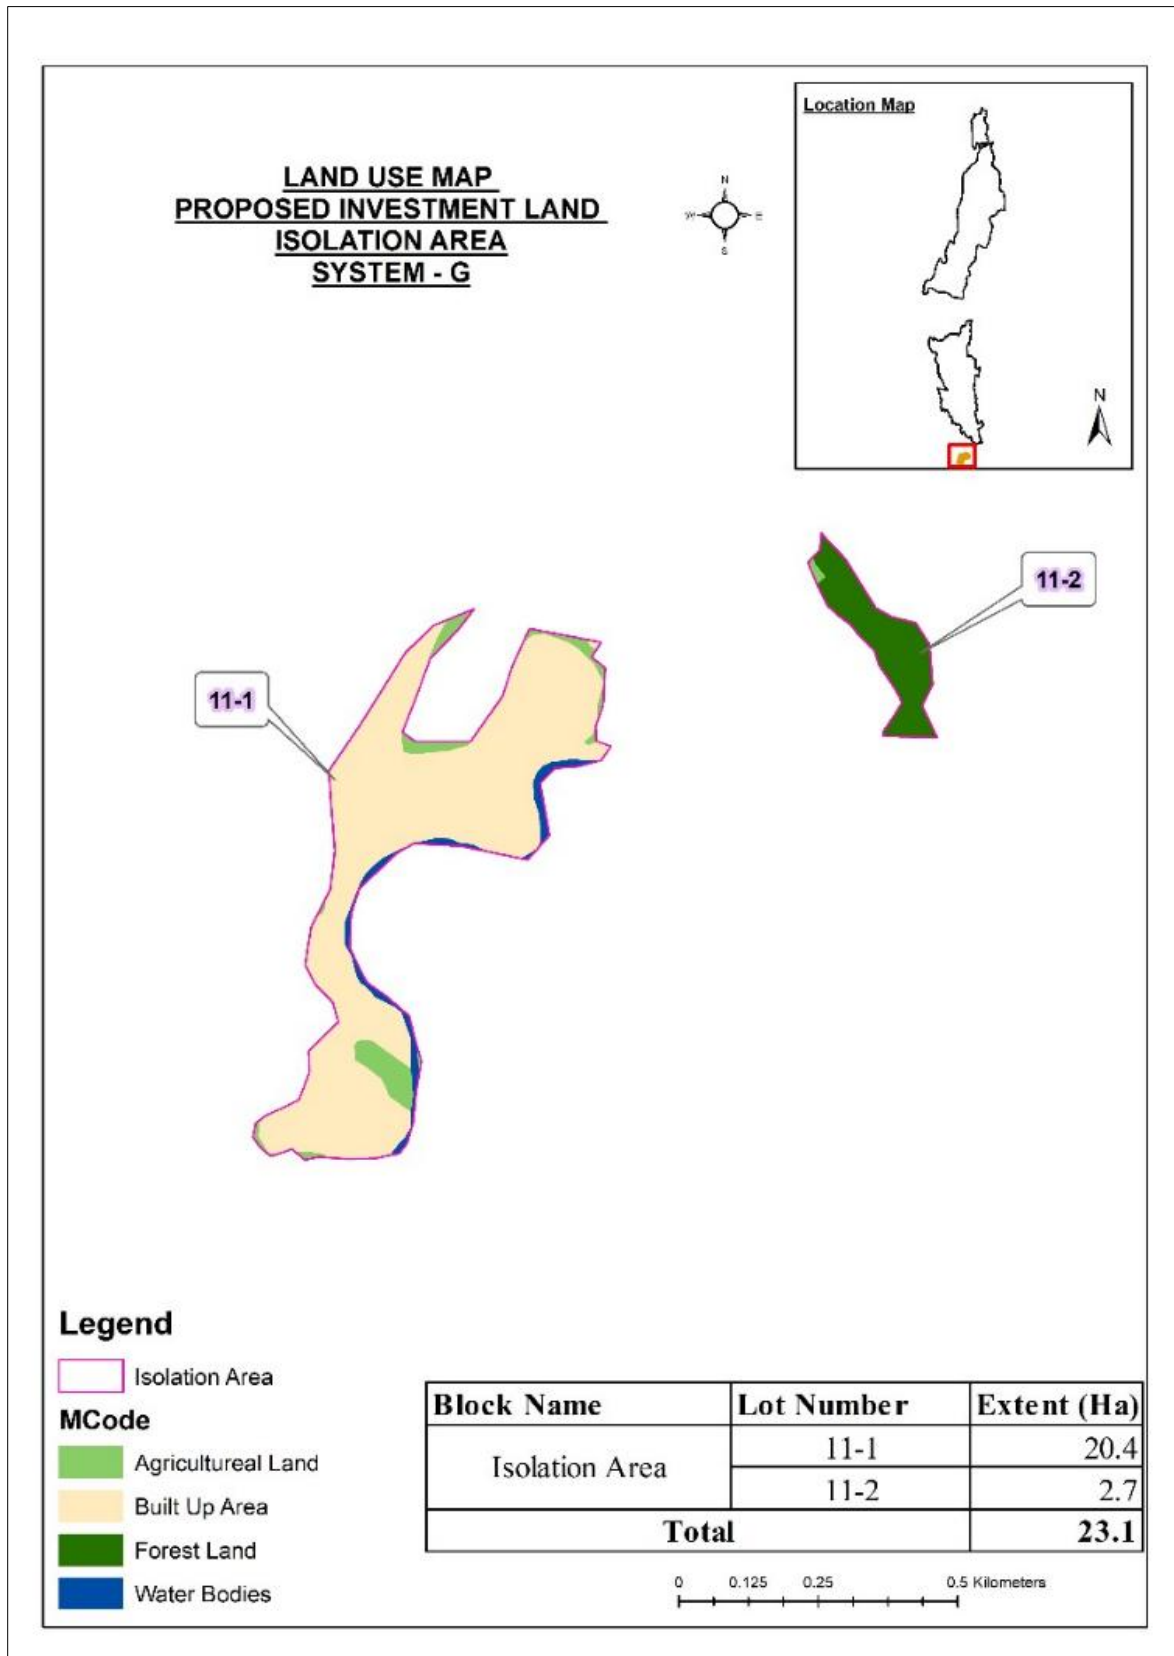 LAND USE MAP
PROPOSED INVESTMENT LAND
ISOLATION AREA
SYSTEM - G
N
W
E
S
Location Map
N
11-2
11-1
Legend
Isolation Area
MCode
Agricultureal Land
Built Up Area
Forest Land
Water Bodies
Block Name Lot Number Extent (Ha)
Isolation Area 11-1 20.4
11-2 2.7
Total 23.1
0 0.125 0.25 0.5 Kilometers